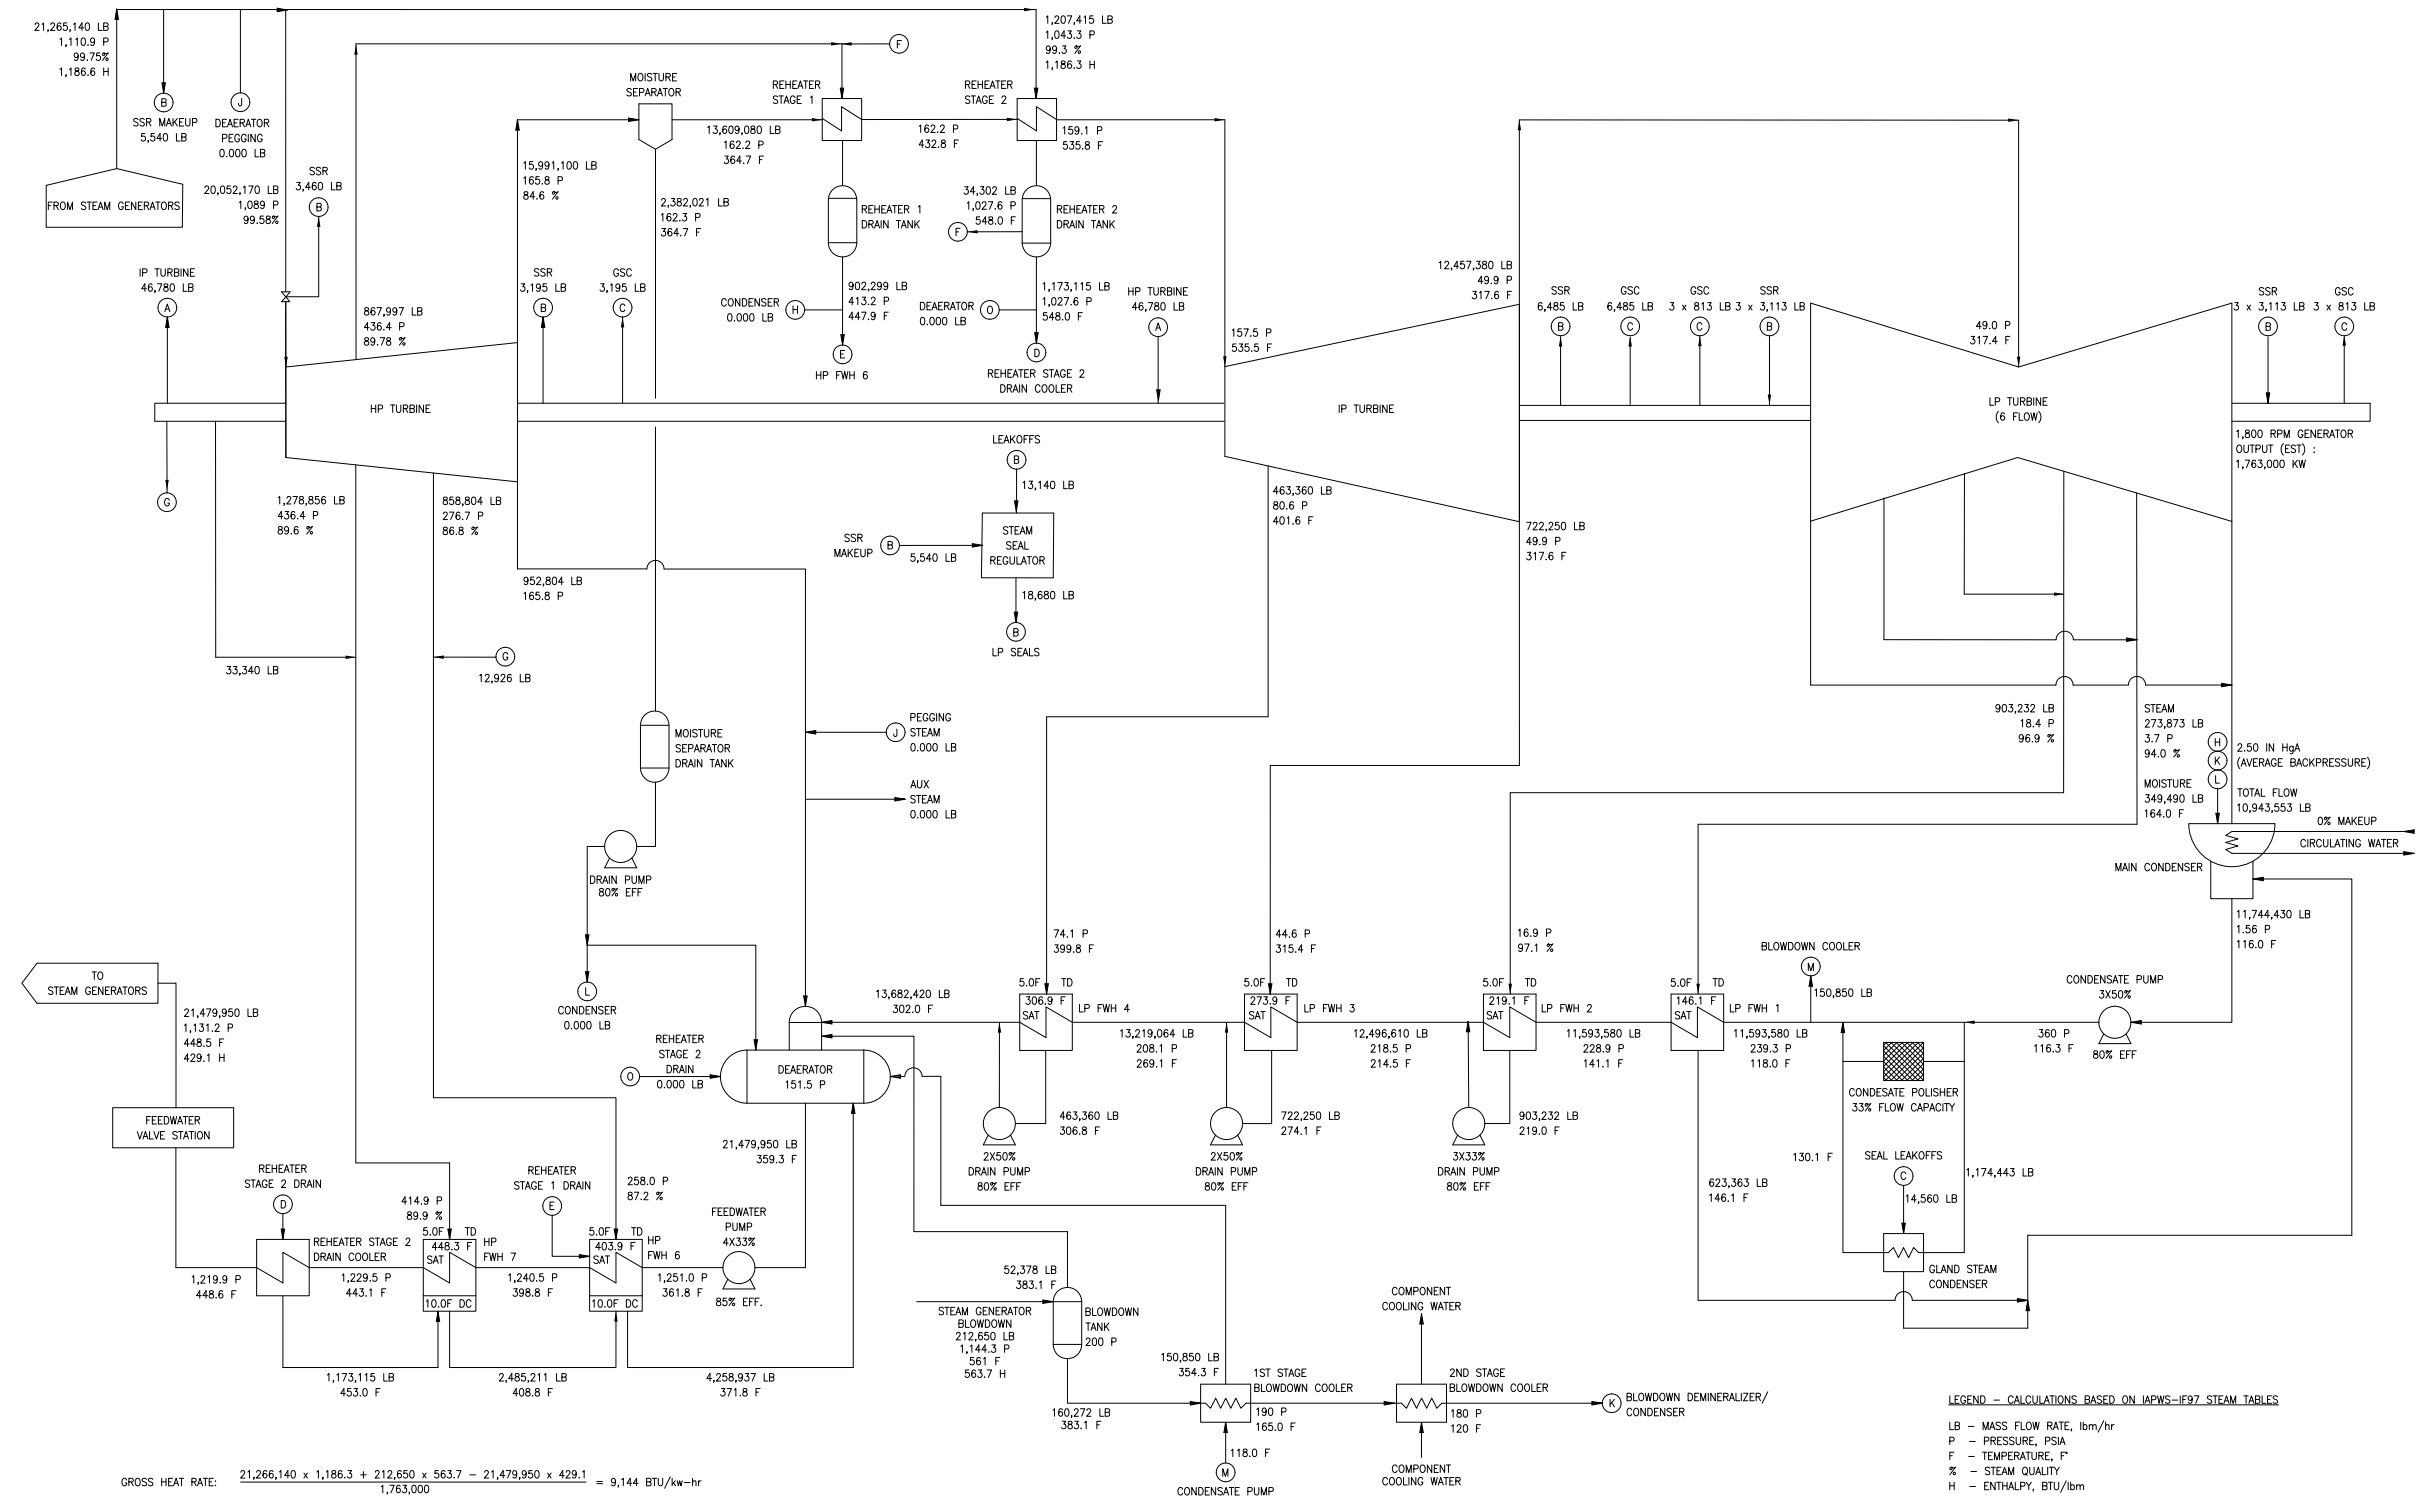 21,265,140 LB
1,110.9 P
99.75%
1,186.6 H
B
SSR MAKEUP
5,540 LB
J
DEAERATOR
PEGGING
0.000 LB
FROM STEAM GENERATORS
20,052,170 LB
1,089 P
99.58%
SSR
3,460 LB
B
IP TURBINE
46,780 LB
A
G
F
867,997 LB
436.4 P
89.78 %
HP TURBINE
MOISTURE
SEPARATOR
15,991,100 LB
165.8 P
84.6 %
2,382,021 LB
162.3 P
364.7 F
13,609,080 LB
162.2 P
364.7 F
REHEATER
STAGE 1
162.2 P
432.8 F
REHEATER
STAGE 2
1,207,415 LB
1,043.3 P
99.3 %
1,186.3 H
159.1 P
535.8 F
REHEATER 1
DRAIN TANK
34,302 LB
1,027.6 P
548.0 F
F
REHEATER 2
DRAIN TANK
SSR
3,195 LB
B
GSC
3,195 LB
C
CONDENSER
0.000 LB
H
902,299 LB
413.2 P
447.9 F
E
HP FWH 6
DEAERATOR
0.000 LB
O
1,173,115 LB
1,027.6 P
548.0 F
D
REHEATER STAGE 2
DRAIN COOLER
HP TURBINE
46,780 LB
A
157.5 P
535.5 F
IP TURBINE
12,457,380 LB
49.9 P
317.6 F
SSR
6,485 LB
B
GSC
6,485 LB
C
GSC
3 x 813 LB
C
SSR
3 x 3,113 LB
B
49.0 P
317.4 F
LP TURBINE
(6 FLOW)
SSR
3 x 3,113 LB
B
GSC
3 x 813 LB
C
1,800 RPM GENERATOR
OUTPUT (EST) :
1,763,000 KW
1,278,856 LB
436.4 P
89.6 %
858,804 LB
276.7 P
86.8 %
952,804 LB
165.8 P
33,340 LB
G
12,926 LB
LEAKOFFS
B
13,140 LB
SSR
MAKEUP
B
5,540 LB
STEAM
SEAL
REGULATOR
18,680 LB
B
LP SEALS
463,360 LB
80.6 P
401.6 F
722,250 LB
49.9 P
317.6 F
MOISTURE
SEPARATOR
DRAIN TANK
PEGGING
STEAM
0.000 LB
J
AUX
STEAM
0.000 LB
DRAIN PUMP
80% EFF
903,232 LB
18.4 P
96.9 %
STEAM
273,873 LB
3.7 P
94.0 %
MOISTURE
349,490 LB
164.0 F
H
K
L
2.50 IN HgA
(AVERAGE BACKPRESSURE)
TOTAL FLOW
10,943,553 LB
0% MAKEUP
CIRCULATING WATER
MAIN CONDENSER
11,744,430 LB
1.56 P
116.0 F
TO
STEAM GENERATORS
21,479,950 LB
1,131.2 P
448.5 F
429.1 H
L
CONDENSER
0.000 LB
REHEATER
STAGE 2
DRAIN
0.000 LB
O
DEAERATOR
151.5 P
13,682,420 LB
302.0 F
74.1 P
399.8 F
5.0F TD
306.9 F
SAT
LP FWH 4
13,219,064 LB
208.1 P
269.1 F
44.6 P
315.4 F
5.0F TD
273.9 F
SAT
LP FWH 3
12,496,610 LB
218.5 P
214.5 F
16.9 P
97.1 %
5.0F TD
219.1 F
SAT
LP FWH 2
11,593,580 LB
228.9 P
141.1 F
5.0F TD
146.1 F
SAT
LP FWH 1
11,593,580 LB
239.3 P
118.0 F
BLOWDOWN COOLER
M
150,850 LB
CONDENSATE PUMP
3X50%
360 P
116.3 F
80% EFF
CONDESATE POLISHER
33% FLOW CAPACITY
FEEDWATER
VALVE STATION
21,479,950 LB
359.3 F
463,360 LB
306.8 F
2X50%
DRAIN PUMP
80% EFF
722,250 LB
274.1 F
2X50%
DRAIN PUMP
80% EFF
903,232 LB
219.0 F
3X33%
DRAIN PUMP
80% EFF
623,363 LB
146.1 F
130.1 F
SEAL LEAKOFFS
C
14,560 LB
1,174,443 LB
GLAND STEAM
CONDENSER
REHEATER
STAGE 2 DRAIN
D
REHEATER STAGE 2
DRAIN COOLER
1,219.9 P
448.6 F
1,229.5 P
443.1 F
414.9 P
89.9 %
5.0F TD
448.3 F
SAT
10.0F DC
HP
FWH 7
1,240.5 P
398.8 F
REHEATER
STAGE 1 DRAIN
E
258.0 P
87.2 %
5.0F TD
403.9 F
SAT
10.0F DC
HP
FWH 6
1,251.0 P
361.8 F
FEEDWATER
PUMP
4X33%
85% EFF.
1,173,115 LB
453.0 F
2,485,211 LB
408.8 F
4,258,937 LB
371.8 F
52,378 LB
383.1 F
STEAM GENERATOR
BLOWDOWN
212,650 LB
1,144.3 P
561 F
563.7 H
BLOWDOWN
TANK
200 P
160,272 LB
383.1 F
150,850 LB
354.3 F
1ST STAGE
BLOWDOWN COOLER
190 P
165.0 F
118.0 F
M
CONDENSATE PUMP
COMPONENT
COOLING WATER
2ND STAGE
BLOWDOWN COOLER
180 P
120 F
COMPONENT
COOLING WATER
K
BLOWDOWN DEMINERALIZER/
CONDENSER
LEGEND – CALCULATIONS BASED ON IAPWS–IF97 STEAM TABLES
LB – MASS FLOW RATE, lbm/hr
P – PRESSURE, PSIA
F – TEMPERATURE, F°
% – STEAM QUALITY
H – ENTHALPY, BTU/lbm
GROSS HEAT RATE: 21,266,140 x 1,186.3 + 212,650 x 563.7 – 21,479,950 x 429.1 = 9,144 BTU/kw–hr
1,763,000